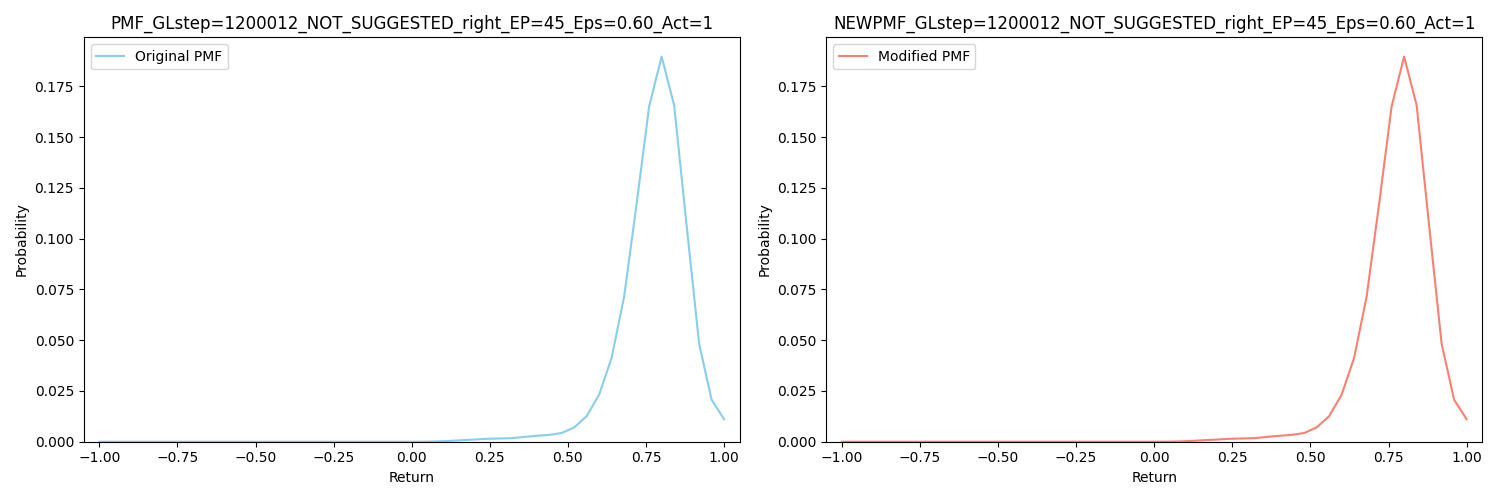 PMF_GLstep=1200012_NOT_SUGGESTED_right_EP=45_Eps=0.60_Act=1
Original PMF
Probability
0.175
0.150
0.125
0.100
0.075
0.050
0.025
0.000
−1.00 −0.75 −0.50 −0.25 0.00 0.25 0.50 0.75 1.00
Return
NEWPMF_GLstep=1200012_NOT_SUGGESTED_right_EP=45_Eps=0.60_Act=1
Modified PMF
Probability
0.175
0.150
0.125
0.100
0.075
0.050
0.025
0.000
−1.00 −0.75 −0.50 −0.25 0.00 0.25 0.50 0.75 1.00
Return